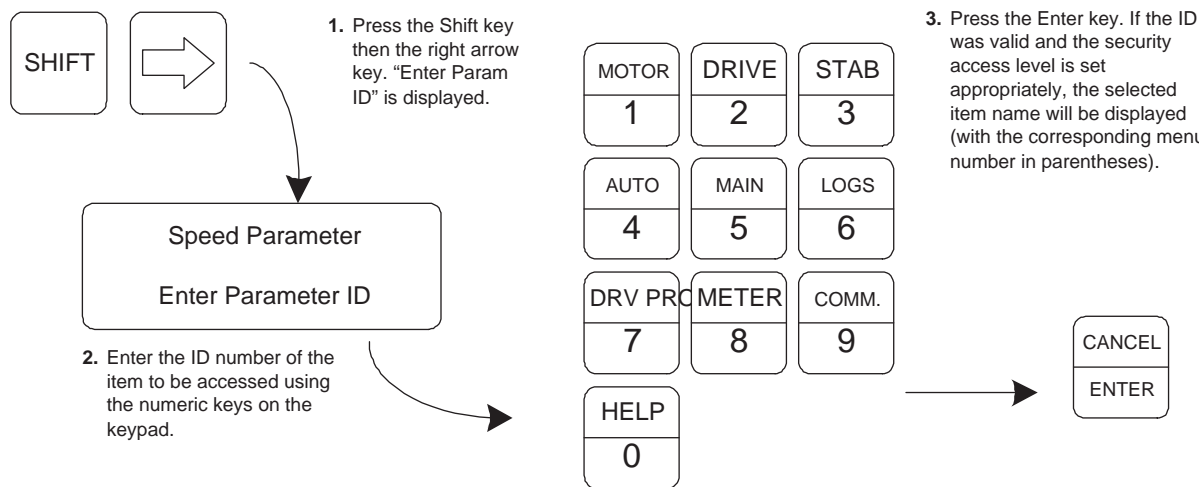 SHIFT
1. Press the Shift key
then the right arrow
key. “Enter Param
ID” is displayed.
Speed Parameter
Enter Parameter ID
2. Enter the ID number of the
item to be accessed using
the numeric keys on the
keypad.
MOTOR
1
DRIVE
2
STAB
3
AUTO
4
MAIN
5
LOGS
6
DRV PRO
7
METER
8
COMM.
9
HELP
0
3. Press the Enter key. If the ID
was valid and the security
access level is set
appropriately, the selected
item name will be displayed
(with the corresponding menu
number in parentheses).
CANCEL
ENTER